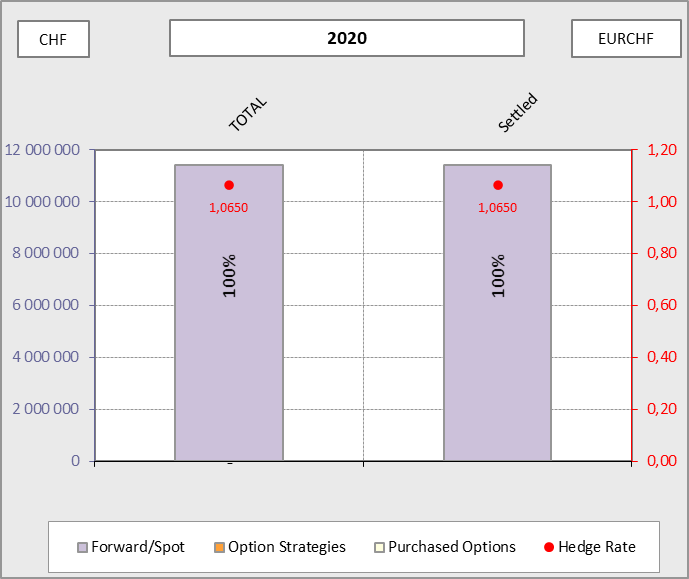 CHF
2020
EURCHF
TOTAL
Settled
12 000 000
10 000 000
8 000 000
6 000 000
4 000 000
2 000 000
0
1,20
1,00
0,80
0,60
0,40
0,20
0,00
1,0650
1,0650
100%
100%
-
Forward/Spot
Option Strategies
Purchased Options
Hedge Rate